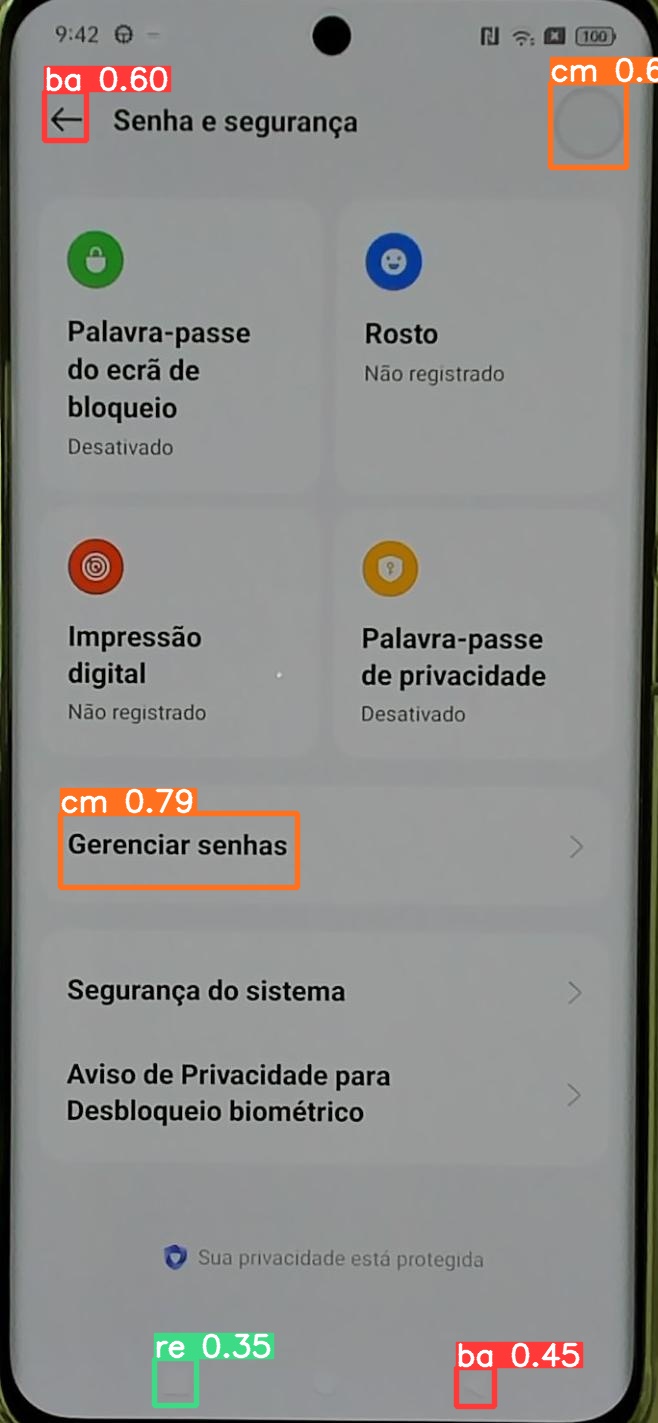 9:42
100
ba 0.60
cm 0.6
Senha e segurança
Palavra-passe
do ecrã de
bloqueio
Desativado
Rosto
Não registrado
Impressão
digital
Não registrado
Palavra-passe
de privacidade
Desativado
cm 0.79
Gerenciar senhas
Segurança do sistema
Aviso de Privacidade para
Desbloqueio biométrico
Sua privacidade está protegida
re 0.35
ba 0.45